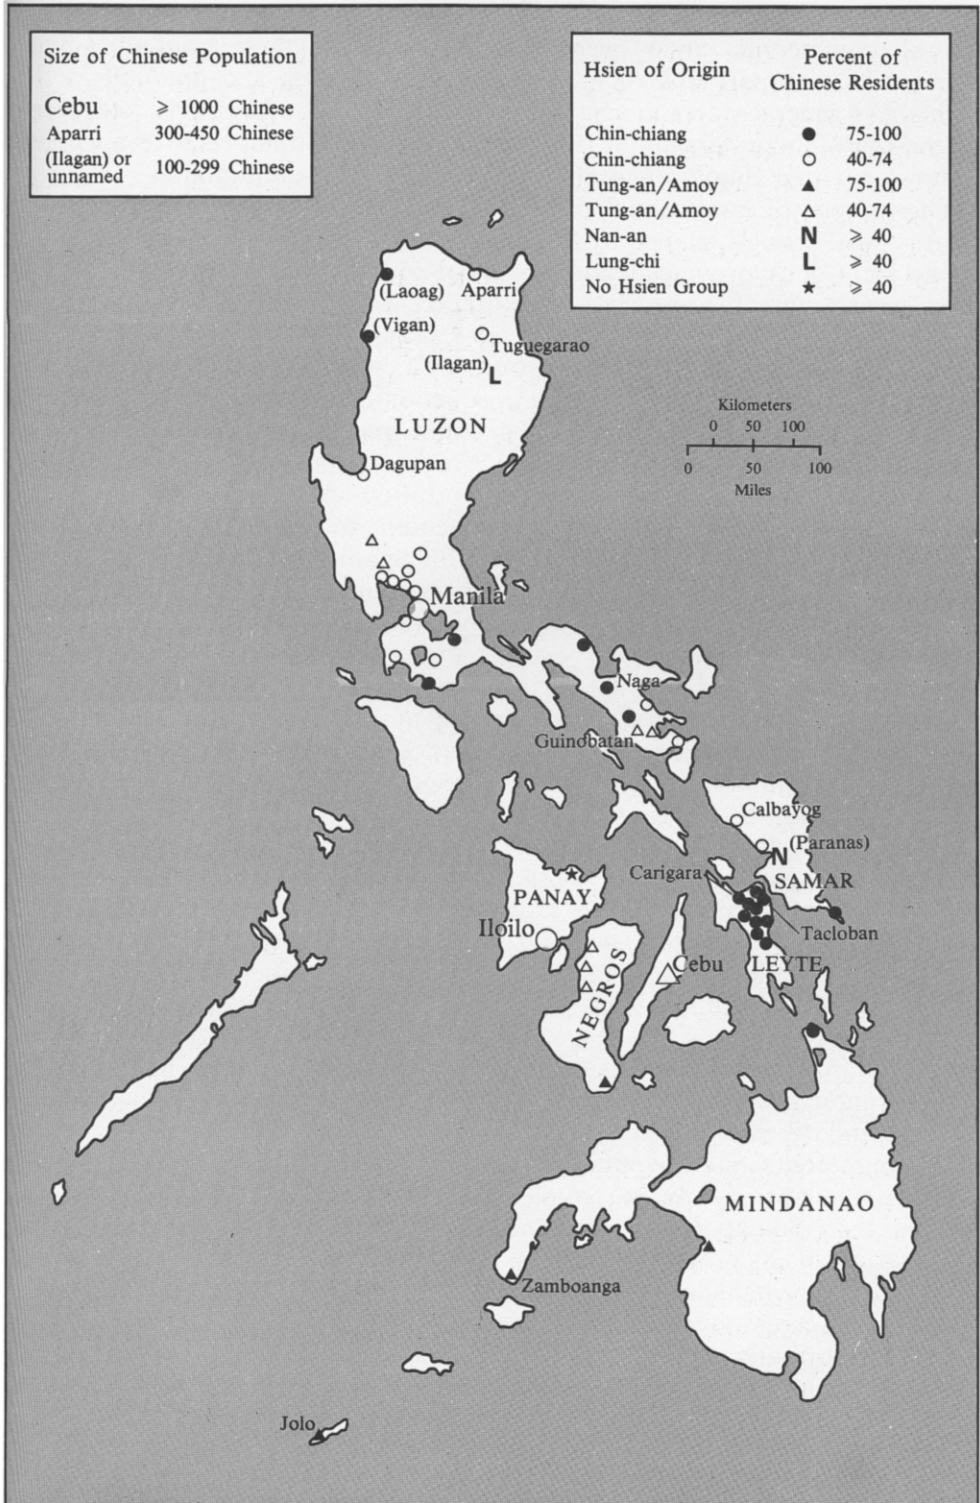 Size of Chinese Population
Cebu ⩾ 1000 Chinese
Aparri 300-450 Chinese
(Ilagan) or
unnamed 100-299 Chinese
Hsien of Origin
Percent of
Chinese Residents
Chin-chiang ● 75-100
Chin-chiang ○ 40-74
Tung-an/Amoy ▲ 75-100
Tung-an/Amoy △ 40-74
Nan-an N ⩾ 40
Lung-chi L ⩾ 40
No Hsien Group ★ ⩾ 40
(Laoag) Aparri
(Vigan)
Tuguegarao
(Ilagan)
L
LUZON
Kilometers
0 50 100
0 50 100
Miles
Dagupan
Manila
Naga
Guinobatan
Calbayog
(Paranas)
N
Carigara
SAMAR
PANAY
Iloilo
Tacloban
Cebu
LEYTE
NEGROS
MINDANAO
Zamboanga
Jolo